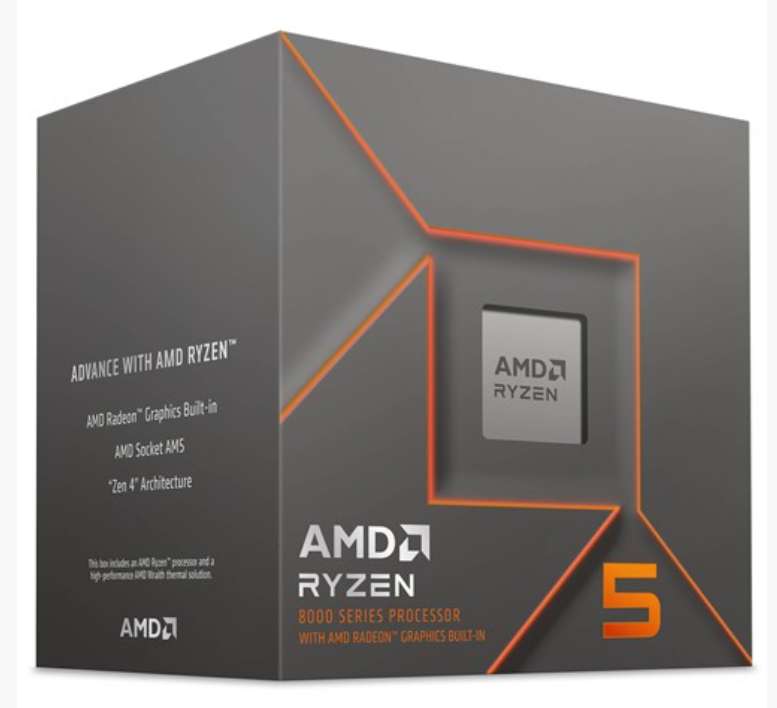 ADVANCE WITH AMD RYZEN™
AMD Radeon™ Graphics Built-in
AMD Socket AM5
"Zen 4" Architecture
This box includes an AMD Ryzen™ processor and a
high-performance AMD Wraith thermal solution.
AMD
AMD
RYZEN
AMD
RYZEN
8000 SERIES PROCESSOR
WITH AMD RADEON™ GRAPHICS BUILT-IN
5